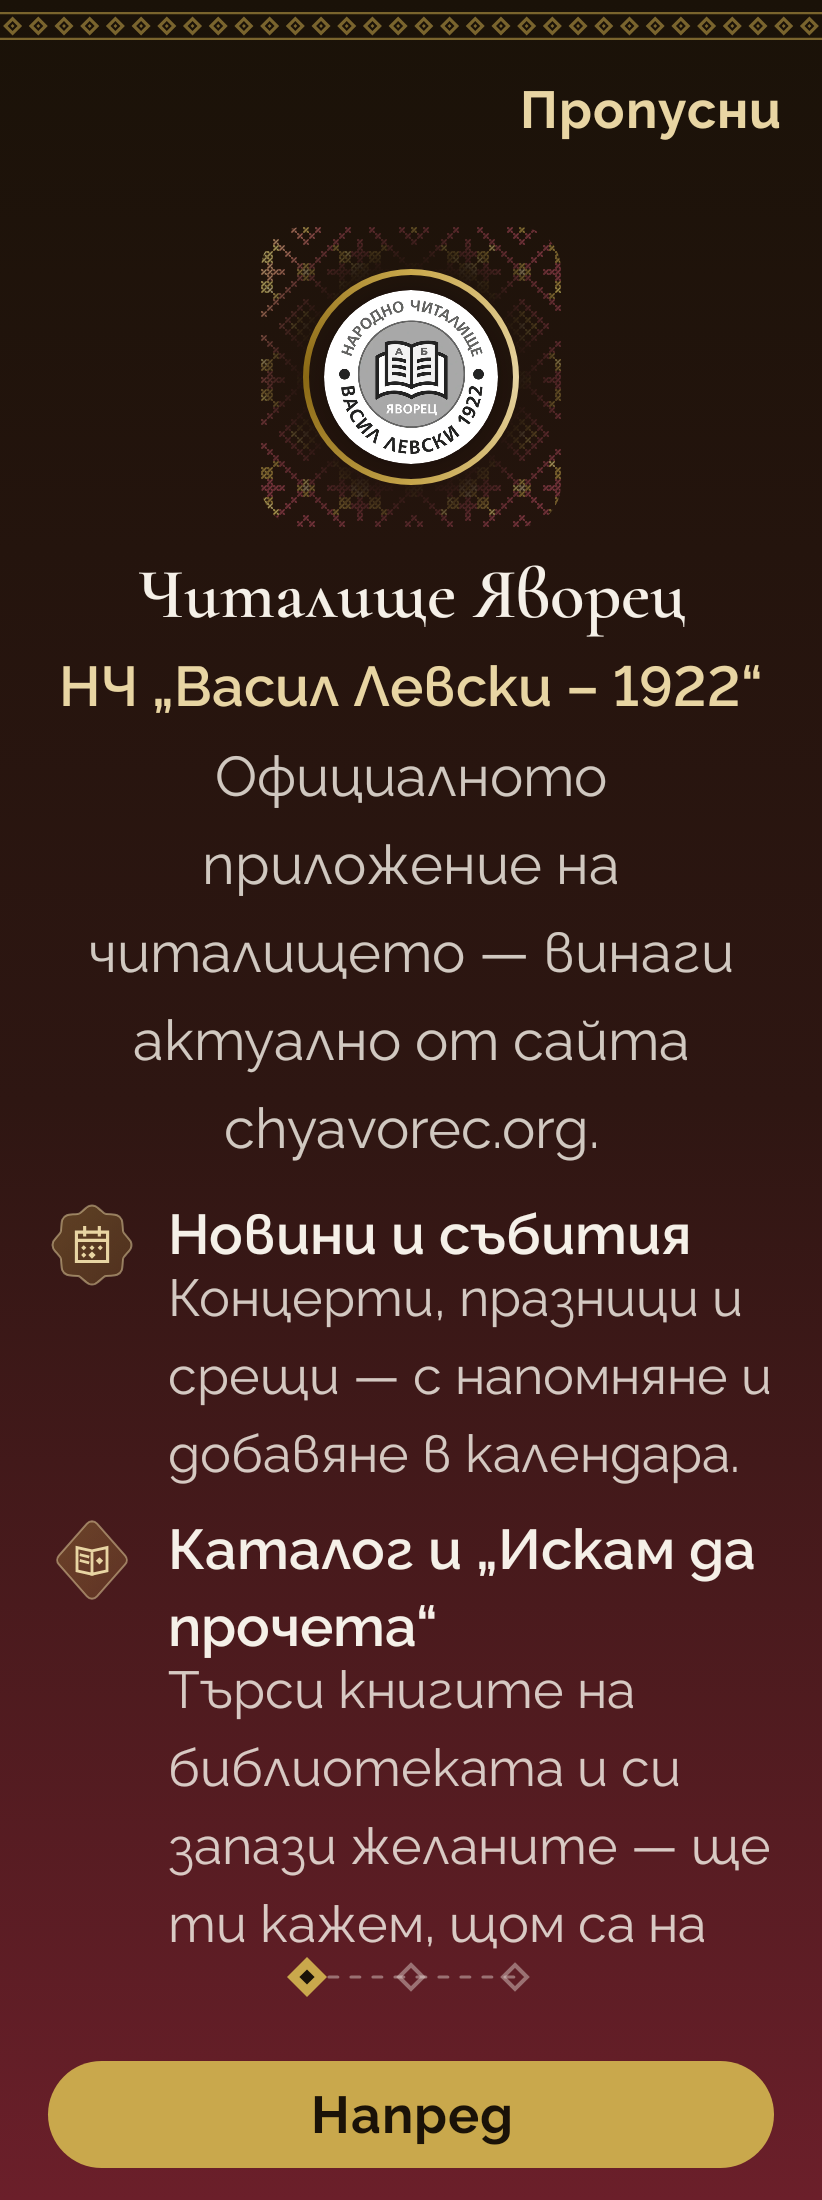 Пропусни
НАРОДНО ЧИТАЛИЩЕ
А Б
ЯВОРЕЦ
ВАСИЛ ЛЕВСКИ 1922
Читалище Яворец
НЧ „Васил Левски – 1922“
Официалното
приложение на
читалището — винаги
актуално от сайта
chyavorec.org.
Новини и събития
Концерти, празници и
срещи — с напомняне и
добавяне в календара.
Каталог и „Искам да
прочета“
Търси книгите на
библиотеката и си
запази желаните — ще
ти кажем, щом са на
Напред